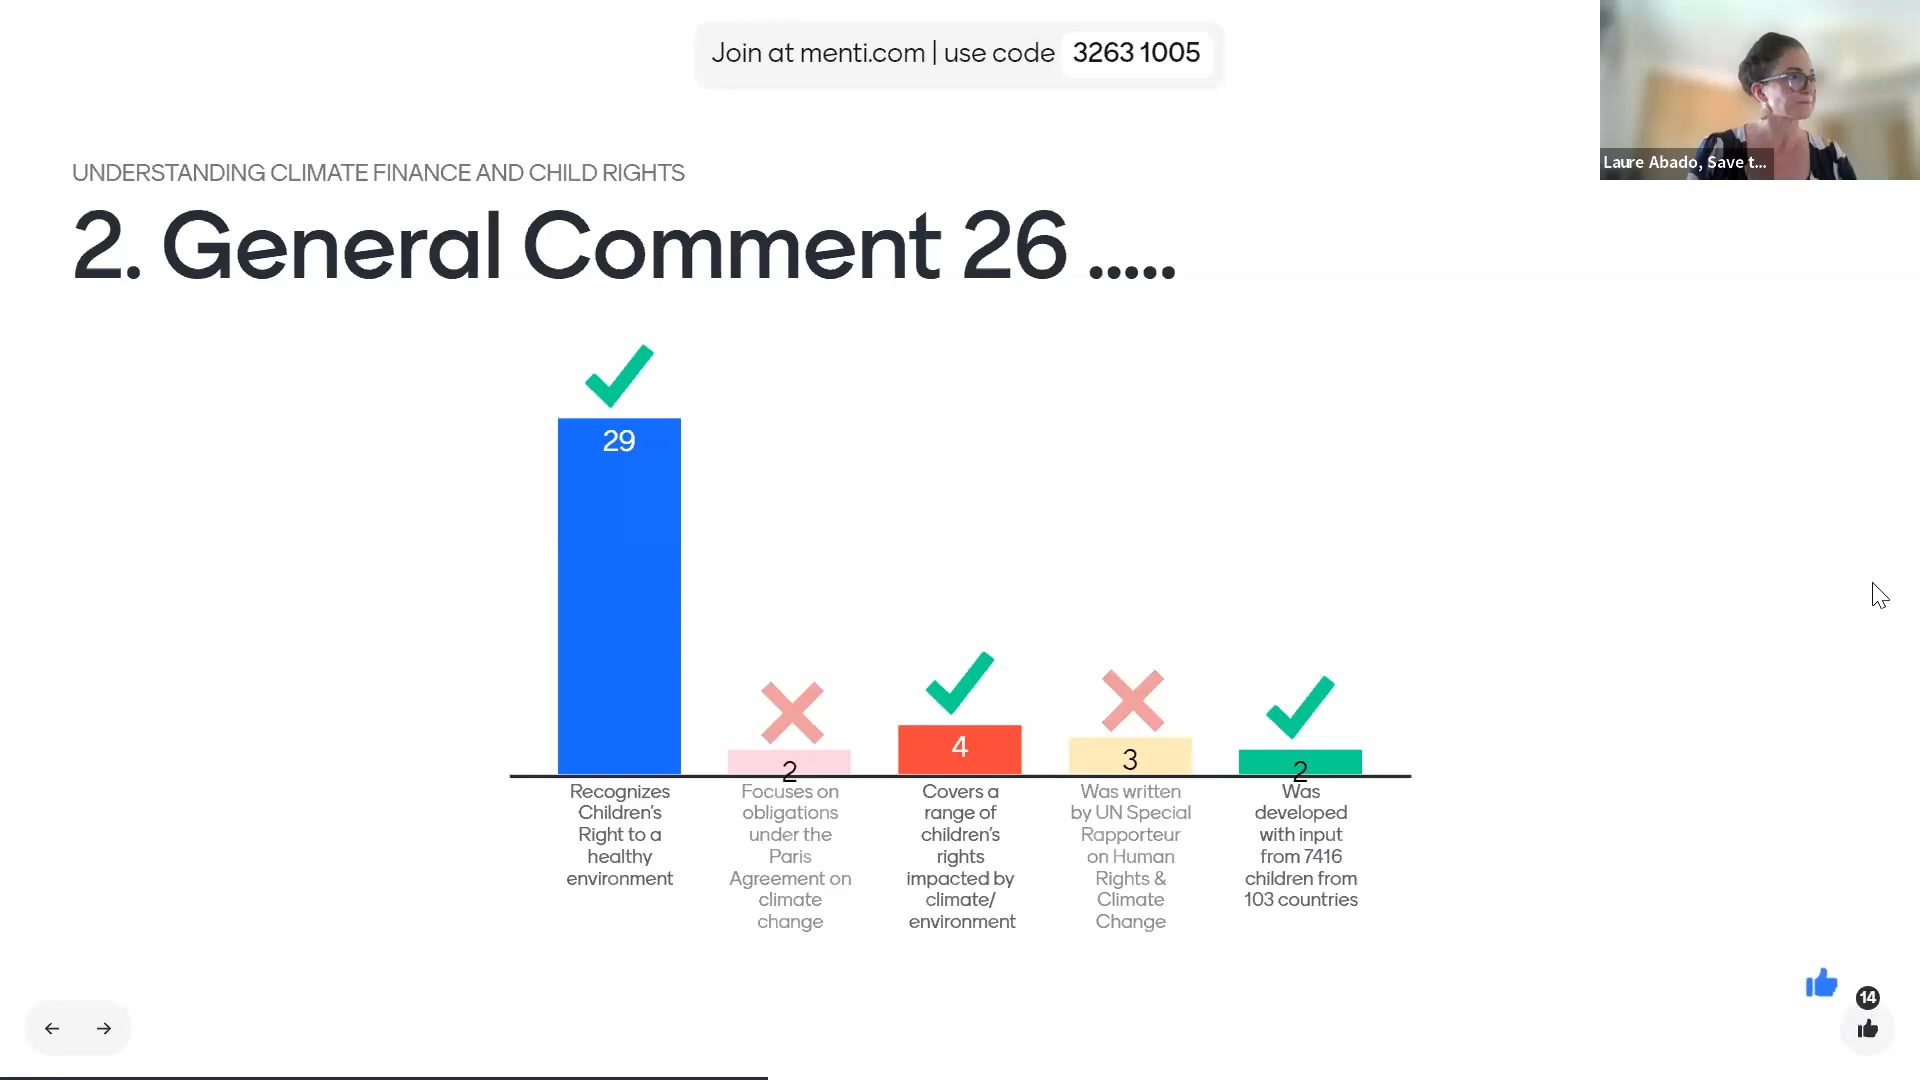 Join at menti.com | use code 3263 1005
Laure Abado, Save t...
UNDERSTANDING CLIMATE FINANCE AND CHILD RIGHTS
2. General Comment 26 .....
29
2
4
3
2
Recognizes
Children's
Right to a
healthy
environment
Focuses on
obligations
under the
Paris
Agreement on
climate
change
Covers a
range of
children's
rights
impacted by
climate/
environment
Was written
by UN Special
Rapporteur
on Human
Rights &
Climate
Change
Was
developed
with input
from 7416
children from
103 countries
14